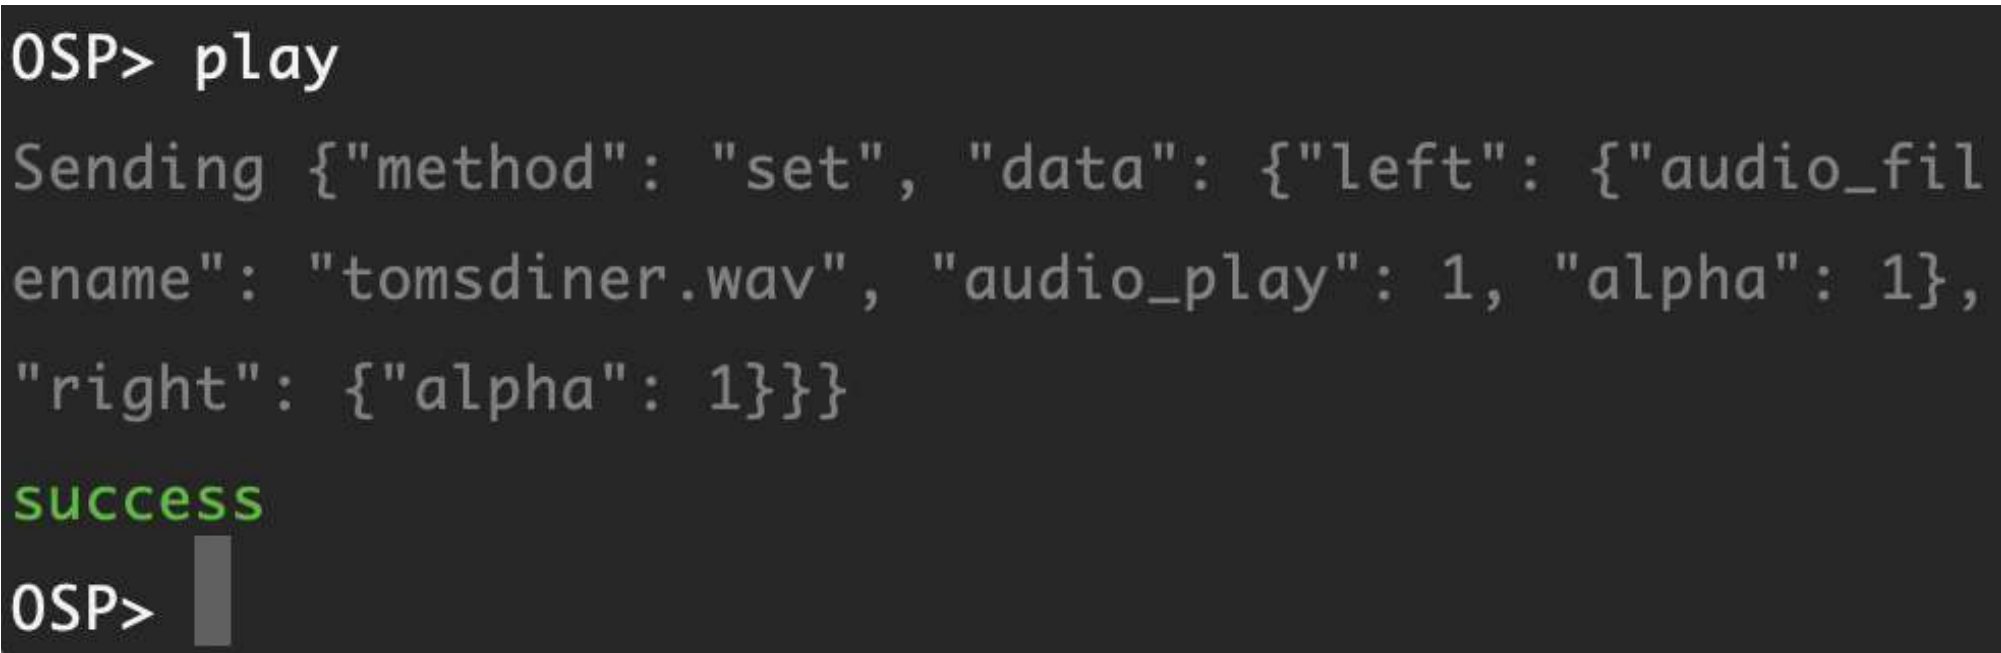 OSP> play
Sending {"method": "set", "data": {"left": {"audio_fil
ename": "tomsdiner.wav", "audio_play": 1, "alpha": 1},
"right": {"alpha": 1}}}
success
OSP>